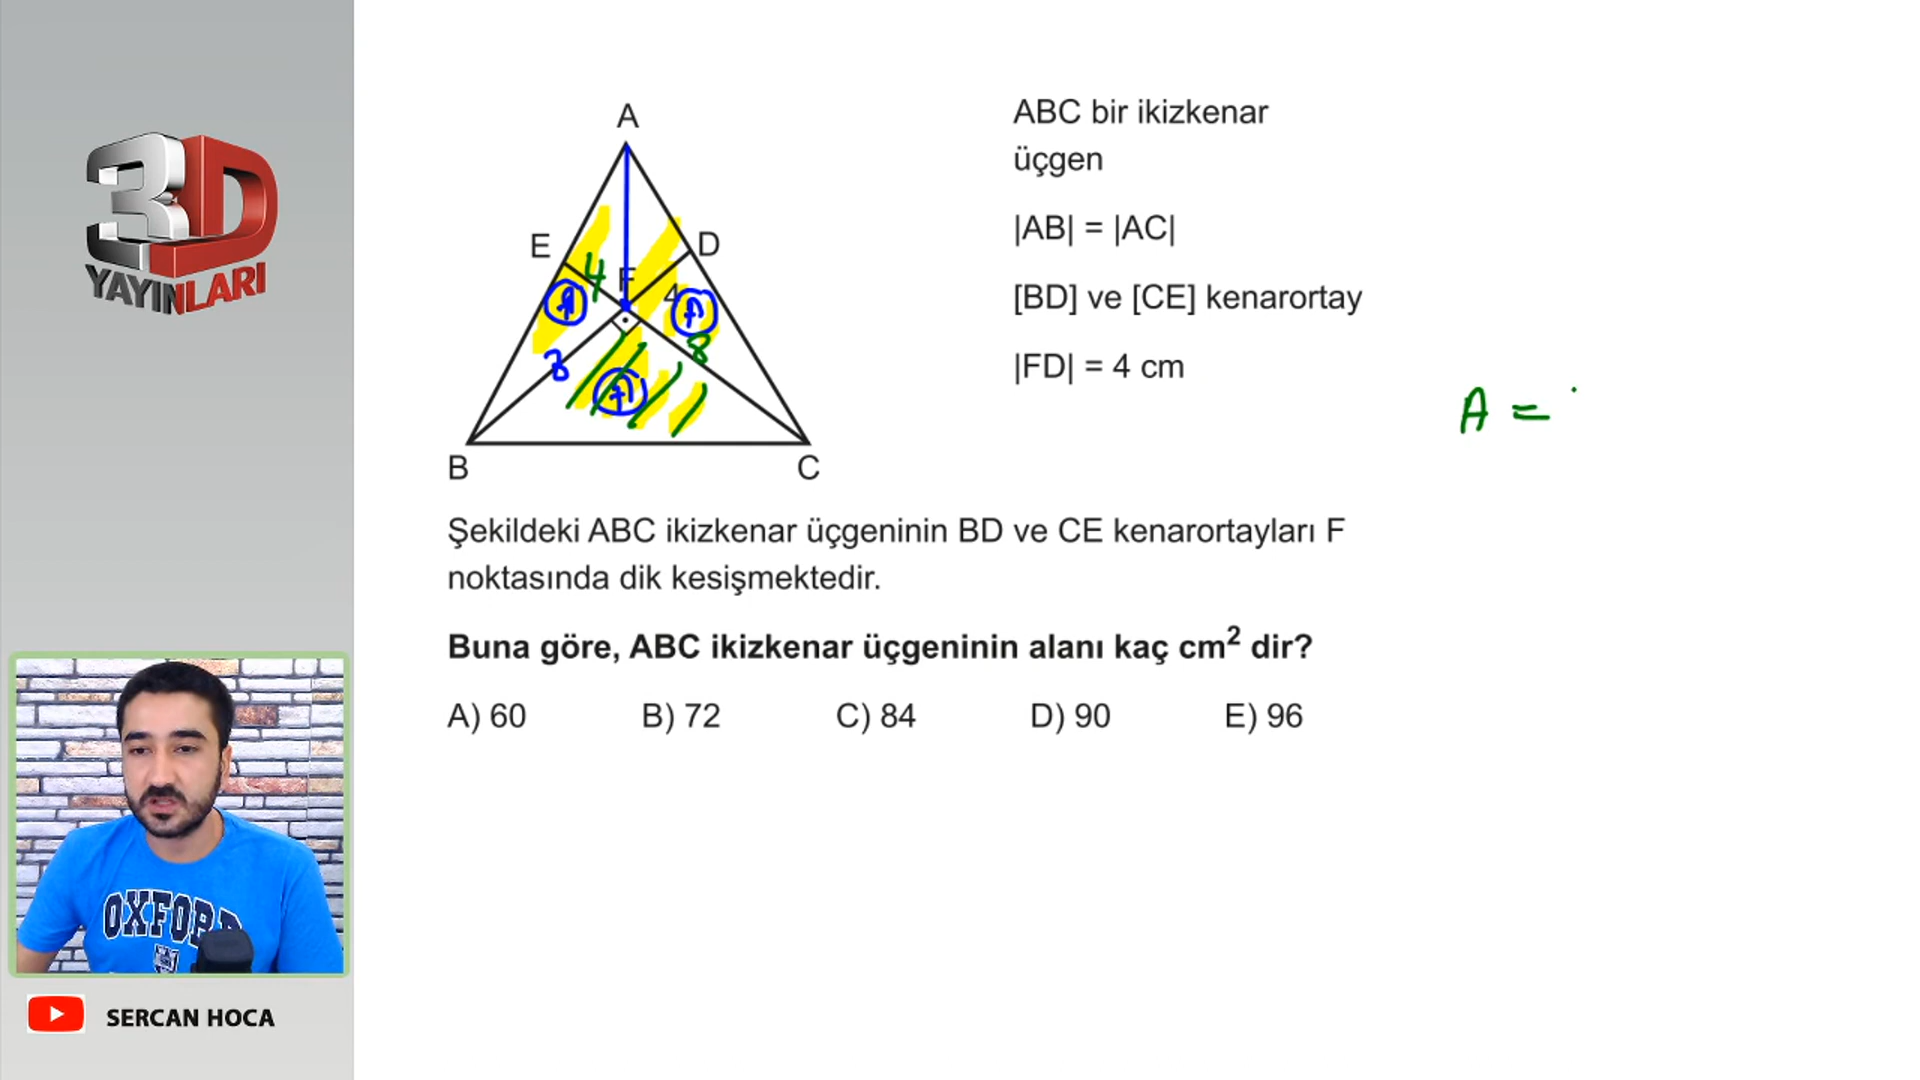 3D
YAYINLARI
A
E
D
4
F
4
A
A
8
8
A
B
C
ABC bir ikizkenar
üçgen
|AB| = |AC|
[BD] ve [CE] kenarortay
|FD| = 4 cm
A =
Şekildeki ABC ikizkenar üçgeninin BD ve CE kenarortayları F
noktasında dik kesişmektedir.
Buna göre, ABC ikizkenar üçgeninin alanı kaç cm² dir?
A) 60 B) 72 C) 84 D) 90 E) 96
OXFORD
SERCAN HOCA